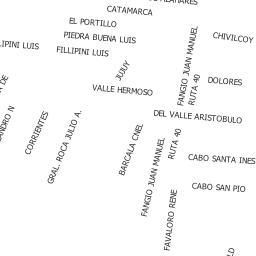 CATAMARCA
EL PORTILLO
PIEDRA BUENA LUIS
CHIVILCOY
LIPINI LUIS
FILLIPINI LUIS
JUJUY
FANGIO JUAN MANUEL
RUTA 40
DOLORES
VALLE HERMOSO
DEL VALLE ARISTOBULO
CORRIENTES
GRAL. ROCA JULIO A.
BARCALA CNEL
FANGIO JUAN MANUEL
RUTA 40
CABO SANTA INES
CABO SAN PIO
FAVALORO RENE